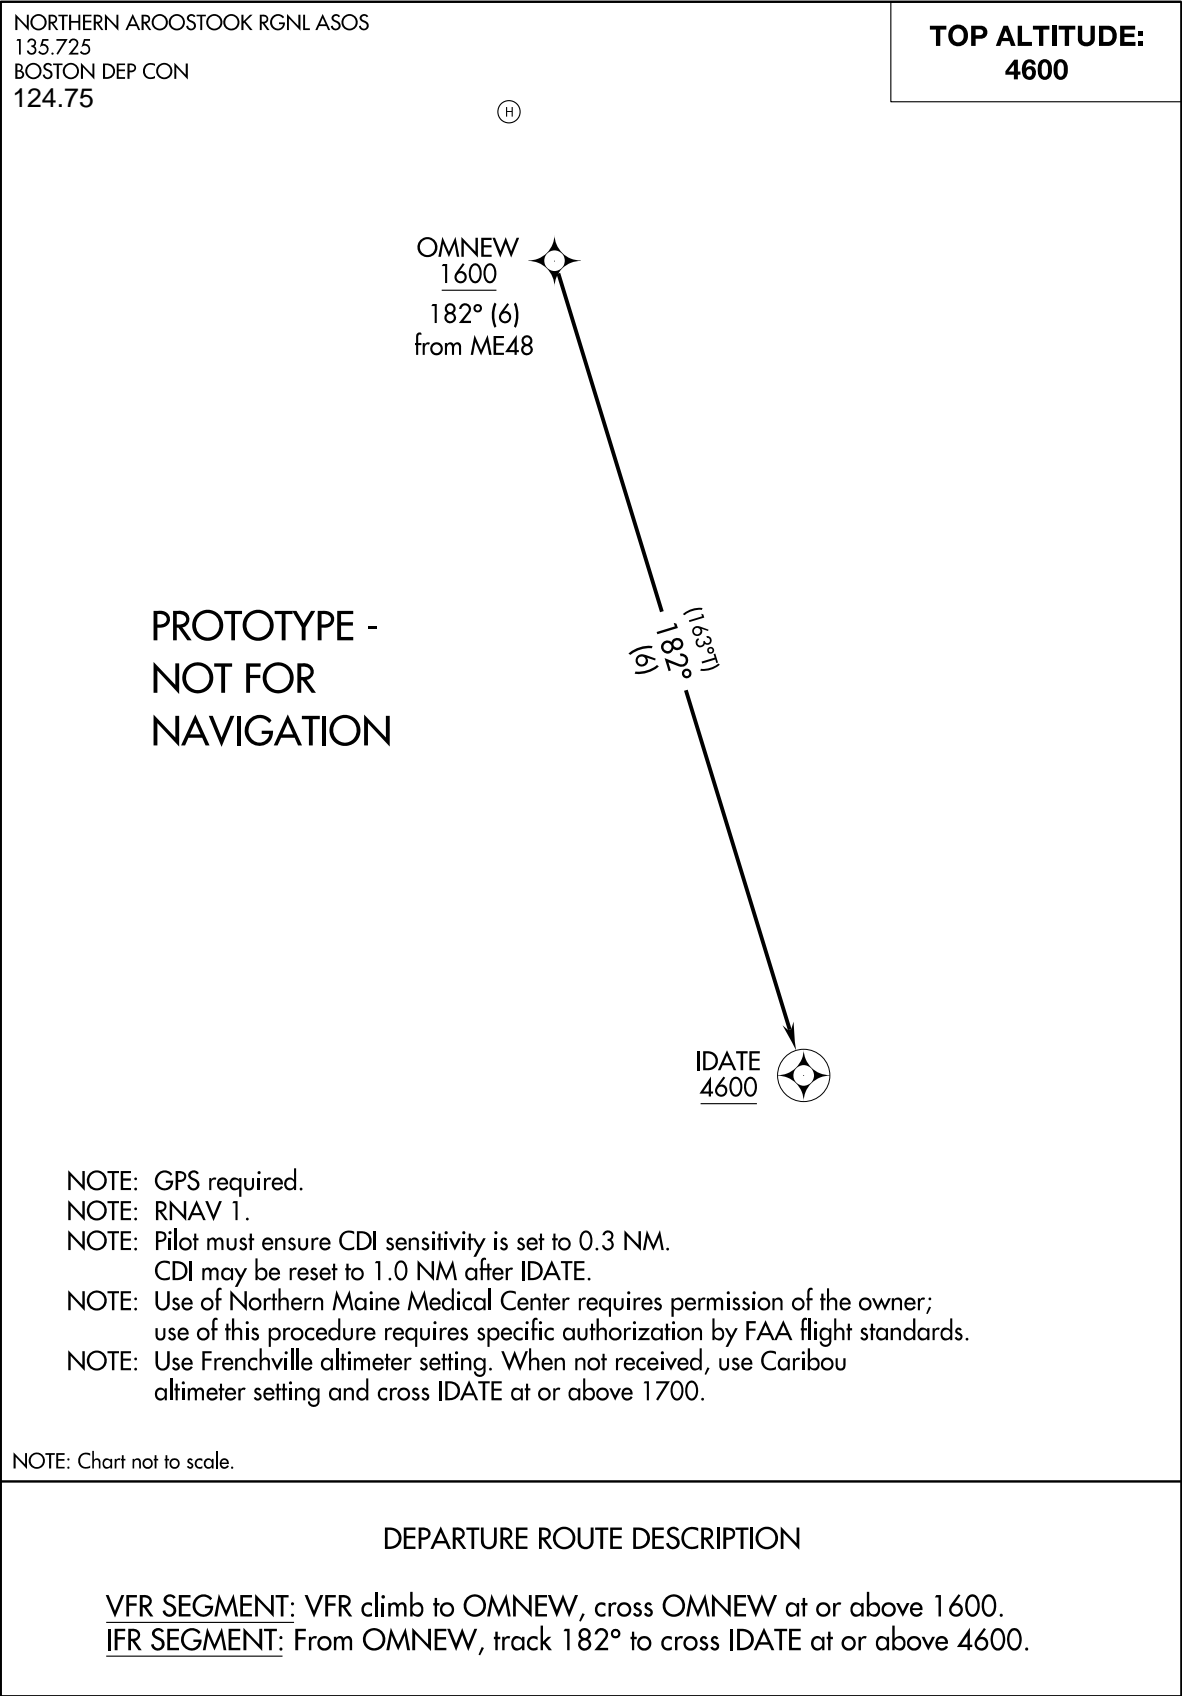 NORTHERN AROOSTOOK RGNL ASOS
135.725
BOSTON DEP CON
124.75
TOP ALTITUDE:
4600
H
OMNEW
1600
182° (6)
from ME48
(163°T)
182°
(6)
PROTOTYPE -
NOT FOR
NAVIGATION
IDATE
4600
NOTE: GPS required.
NOTE: RNAV 1.
NOTE: Pilot must ensure CDI sensitivity is set to 0.3 NM.
CDI may be reset to 1.0 NM after IDATE.
NOTE: Use of Northern Maine Medical Center requires permission of the owner;
use of this procedure requires specific authorization by FAA flight standards.
NOTE: Use Frenchville altimeter setting. When not received, use Caribou
altimeter setting and cross IDATE at or above 1700.
NOTE: Chart not to scale.
DEPARTURE ROUTE DESCRIPTION
VFR SEGMENT: VFR climb to OMNEW, cross OMNEW at or above 1600.
IFR SEGMENT: From OMNEW, track 182° to cross IDATE at or above 4600.